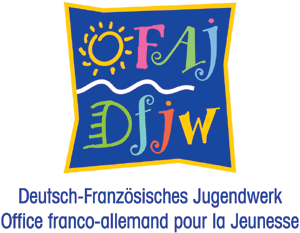 OFAj
Dfjw
Deutsch-Französisches Jugendwerk
Office franco-allemand pour la Jeunesse